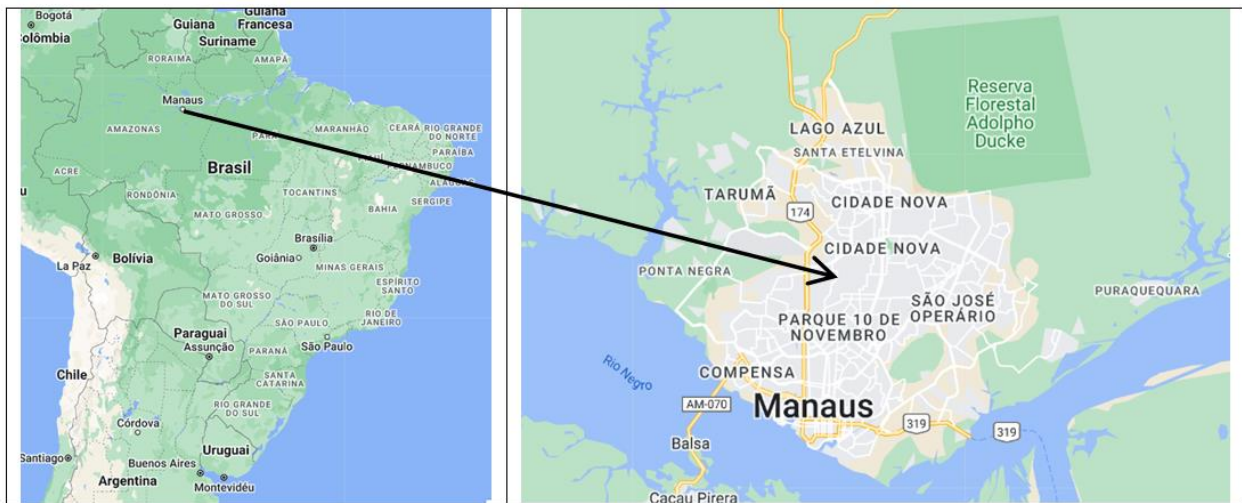 Bogotá
Colômbia
Guiana
Guiana
Francesa
Suriname
RORAIMA
AMAPÁ
Manaus
AMAZONAS
MARANHÃO
CEARÁ
RIO GRANDE
DO NORTE
PARAÍBA
PERNAMBUCO
ALAGOAS
SERGIPE
ACRE
Brasil
RONDÔNIA
TOCANTINS
MATO GROSSO
BAHIA
Brasília
Goiânia
La Paz
Bolívia
MINAS GERAIS
MATO GROSSO
DO SUL
ESPÍRITO
SANTO
RIO DE
JANEIRO
SÃO PAULO
São Paulo
Paraguai
Assunção
PARANÁ
Chile
SANTA
CATARINA
RIO GRANDE
DO SUL
Córdova
Uruguai
Santiago
Buenos Aires
Montevidéu
Argentina
Reserva
Florestal
Adolpho
Ducke
LAGO AZUL
SANTA ETELVINA
TARUMÃ
CIDADE NOVA
174
CIDADE NOVA
PONTA NEGRA
PURAQUEQUARA
SÃO JOSÉ
OPERÁRIO
PARQUE 10 DE
NOVEMBRO
Rio Negro
COMPENSA
AM-070
Manaus
319
319
Balsa
Cacau Pirera